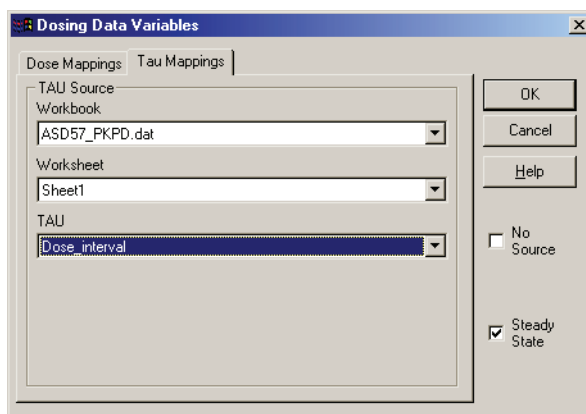 Dosing Data Variables
Dose Mappings
Tau Mappings
TAU Source
Workbook
ASD57_PKPD.dat
Worksheet
Sheet1
TAU
Dose_interval
OK
Cancel
Help
No
Source
Steady
State